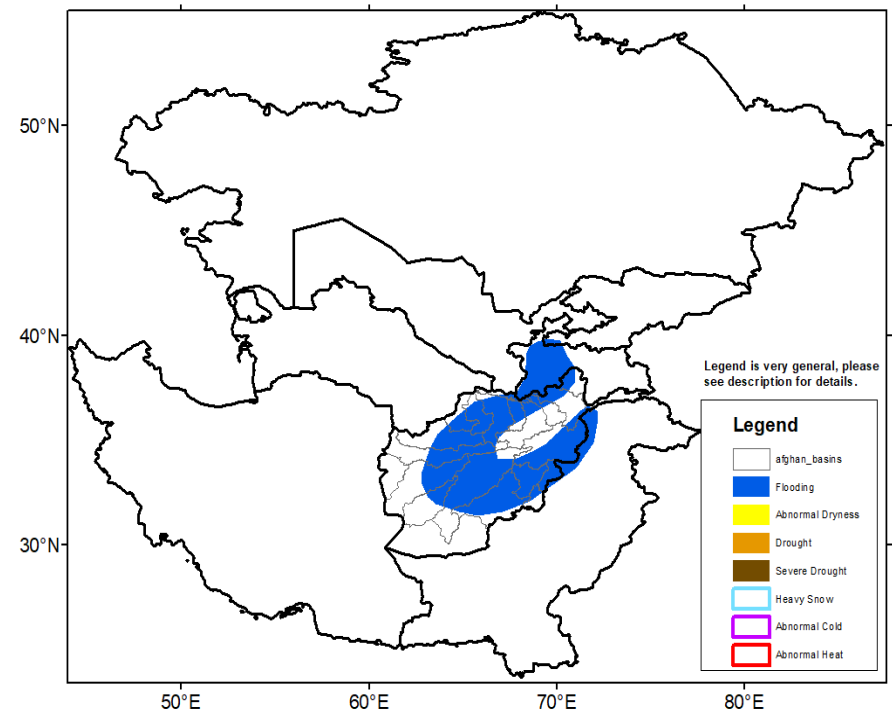 50°N
40°N
30°N
Legend is very general, please
see description for details.
Legend
afghan_basins
Flooding
Abnormal Dryness
Drought
Severe Drought
Heavy Snow
Abnormal Cold
Abnormal Heat
50°E
60°E
70°E
80°E